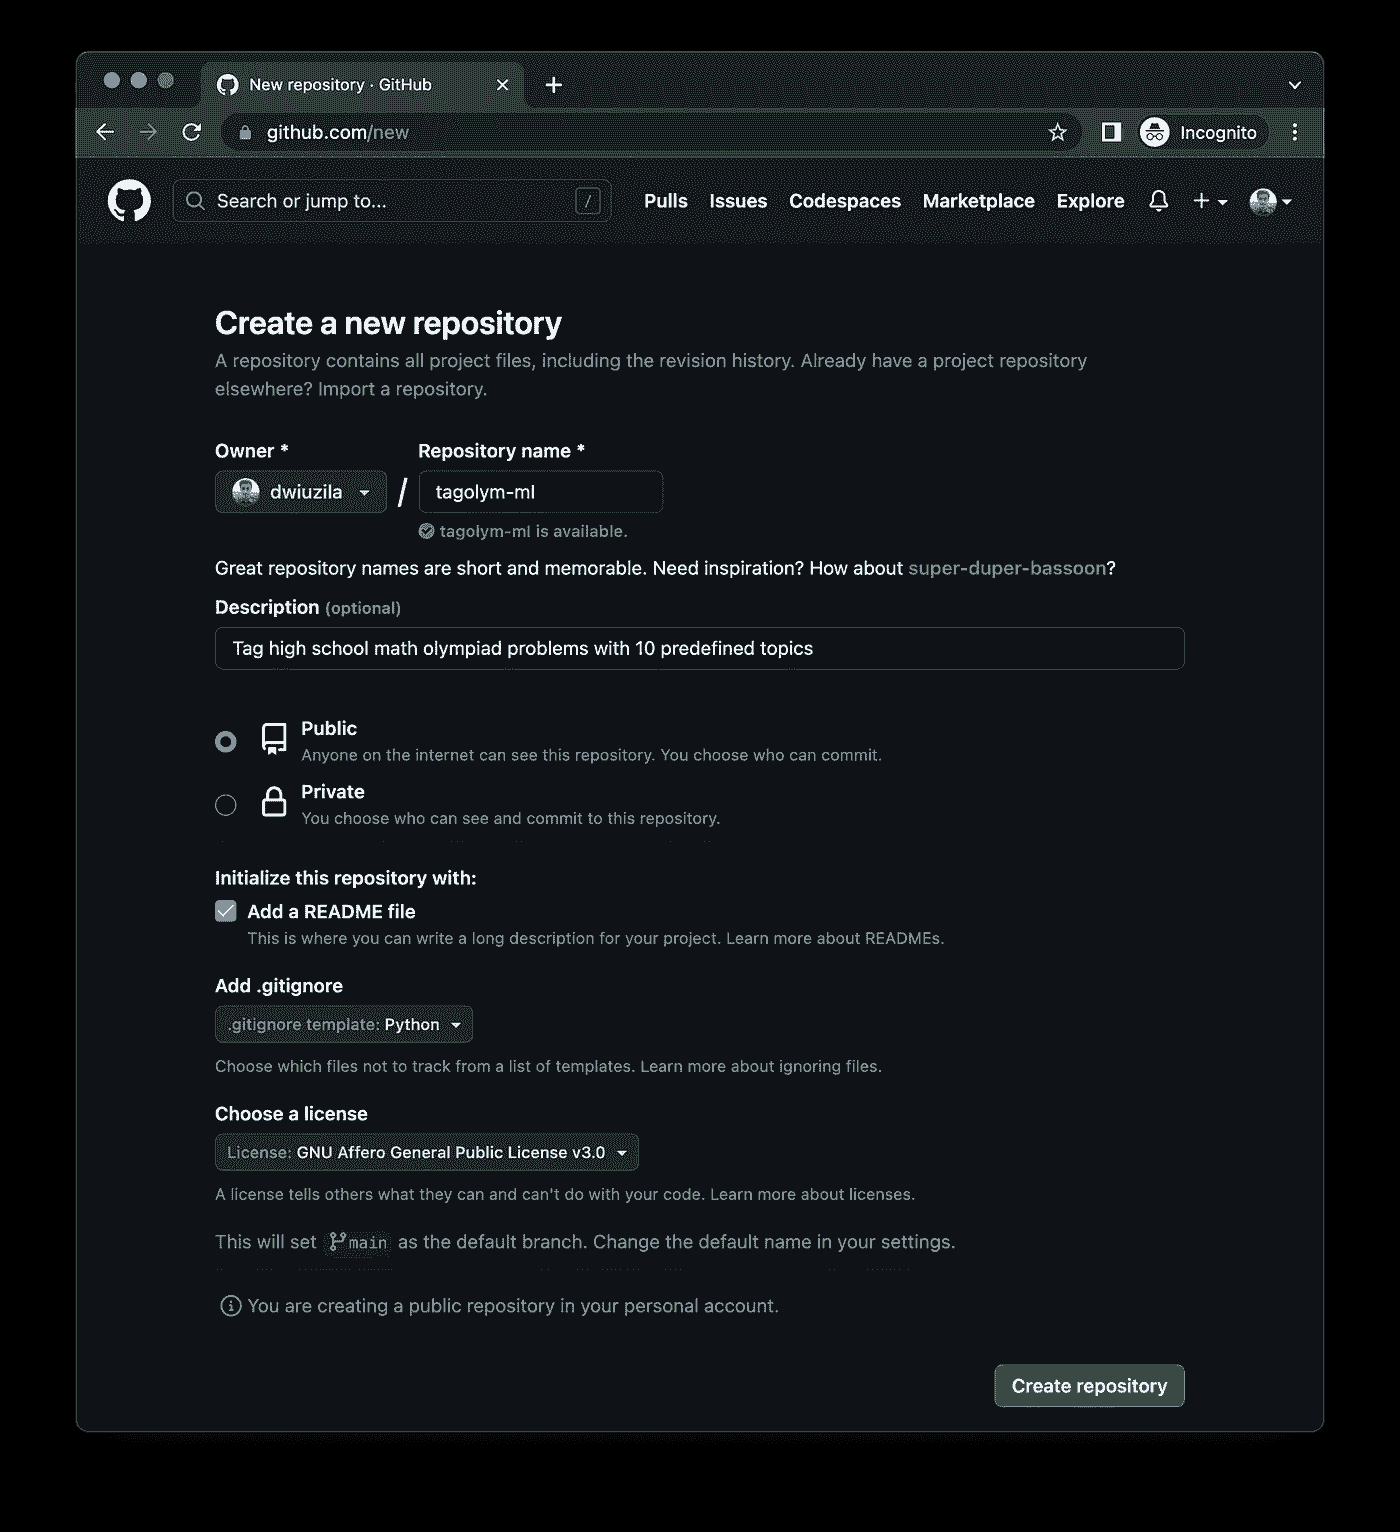 New repository · GitHub
github.com/new
Incognito
Search or jump to...
/
Pulls Issues Codespaces Marketplace Explore
Create a new repository
A repository contains all project files, including the revision history. Already have a project repository
elsewhere? Import a repository.
Owner * Repository name *
dwiuzila / tagolym-ml
tagolym-ml is available.
Great repository names are short and memorable. Need inspiration? How about super-duper-bassoon?
Description (optional)
Tag high school math olympiad problems with 10 predefined topics
Public
Anyone on the internet can see this repository. You choose who can commit.
Private
You choose who can see and commit to this repository.
Initialize this repository with:
Add a README file
This is where you can write a long description for your project. Learn more about READMEs.
Add .gitignore
.gitignore template: Python
Choose which files not to track from a list of templates. Learn more about ignoring files.
Choose a license
License: GNU Affero General Public License v3.0
A license tells others what they can and can't do with your code. Learn more about licenses.
This will set main as the default branch. Change the default name in your settings.
You are creating a public repository in your personal account.
Create repository